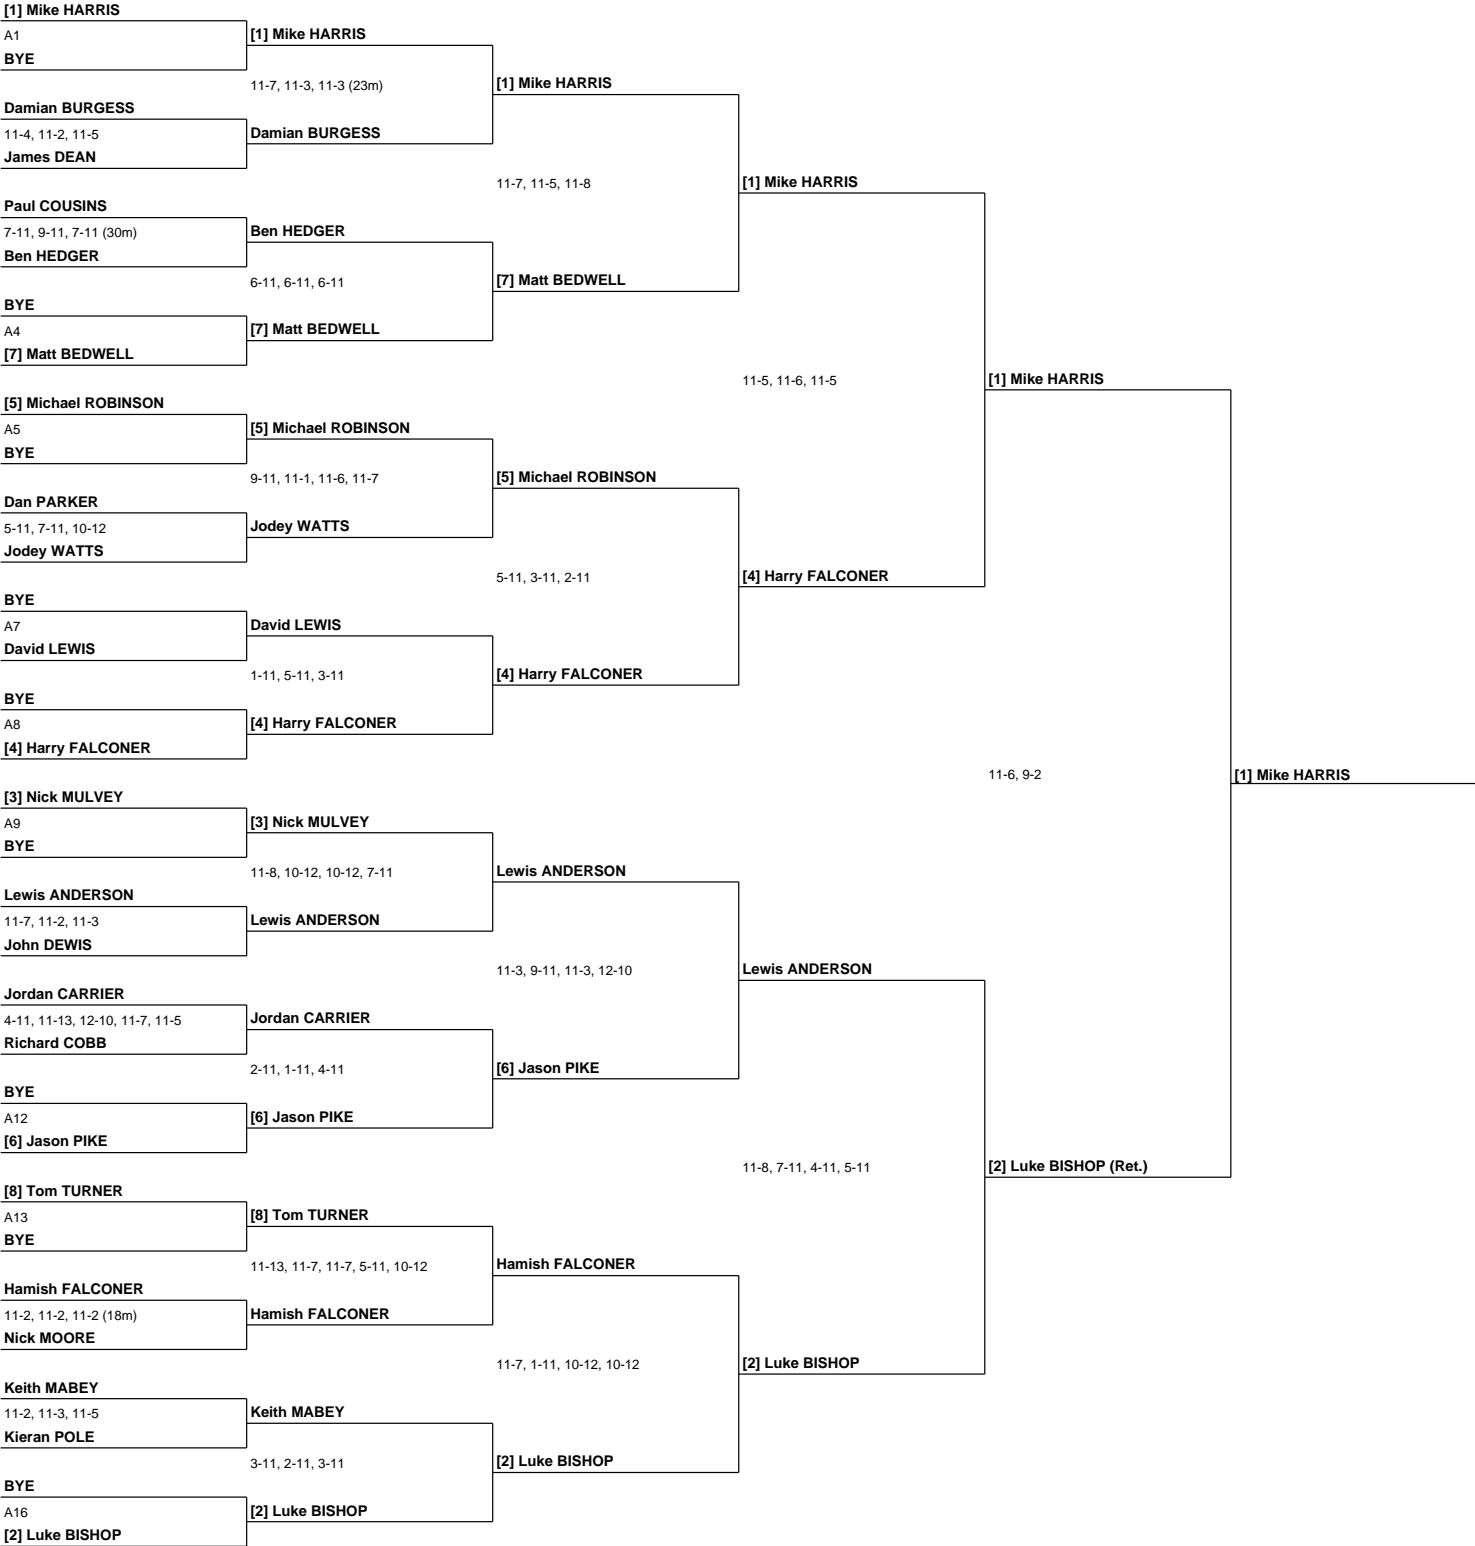 [1] Mike HARRIS
A1
BYE
Damian BURGESS
11-4, 11-2, 11-5
James DEAN
Paul COUSINS
7-11, 9-11, 7-11 (30m)
Ben HEDGER
BYE
A4
[7] Matt BEDWELL
[5] Michael ROBINSON
A5
BYE
Dan PARKER
5-11, 7-11, 10-12
Jodey WATTS
BYE
A7
David LEWIS
BYE
A8
[4] Harry FALCONER
[3] Nick MULVEY
A9
BYE
Lewis ANDERSON
11-7, 11-2, 11-3
John DEWIS
Jordan CARRIER
4-11, 11-13, 12-10, 11-7, 11-5
Richard COBB
BYE
A12
[6] Jason PIKE
[8] Tom TURNER
A13
BYE
Hamish FALCONER
11-2, 11-2, 11-2 (18m)
Nick MOORE
Keith MABEY
11-2, 11-3, 11-5
Kieran POLE
BYE
A16
[2] Luke BISHOP
[1] Mike HARRIS
11-7, 11-3, 11-3 (23m)
Damian BURGESS
Ben HEDGER
6-11, 6-11, 6-11
[7] Matt BEDWELL
[5] Michael ROBINSON
9-11, 11-1, 11-6, 11-7
Jodey WATTS
David LEWIS
1-11, 5-11, 3-11
[4] Harry FALCONER
[3] Nick MULVEY
11-8, 10-12, 10-12, 7-11
Lewis ANDERSON
Jordan CARRIER
2-11, 1-11, 4-11
[6] Jason PIKE
[8] Tom TURNER
11-13, 11-7, 11-7, 5-11, 10-12
Hamish FALCONER
Keith MABEY
3-11, 2-11, 3-11
[2] Luke BISHOP
[1] Mike HARRIS
11-7, 11-5, 11-8
[7] Matt BEDWELL
[5] Michael ROBINSON
5-11, 3-11, 2-11
[4] Harry FALCONER
Lewis ANDERSON
11-3, 9-11, 11-3, 12-10
[6] Jason PIKE
Hamish FALCONER
11-7, 1-11, 10-12, 10-12
[2] Luke BISHOP
[1] Mike HARRIS
11-5, 11-6, 11-5
[4] Harry FALCONER
Lewis ANDERSON
11-8, 7-11, 4-11, 5-11
[2] Luke BISHOP
[1] Mike HARRIS
11-6, 9-2
[2] Luke BISHOP (Ret.)
[1] Mike HARRIS